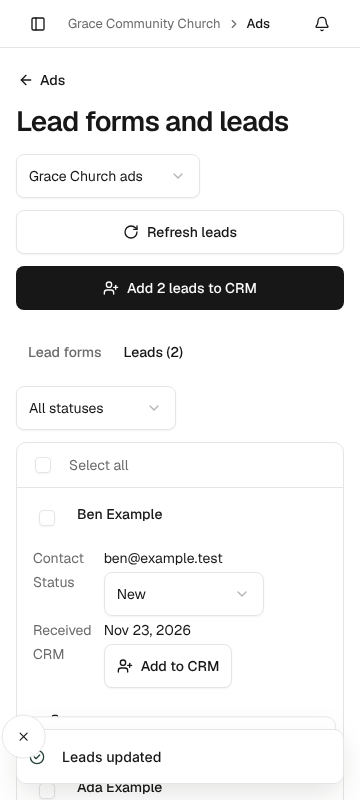 Grace Community Church > Ads
Ads
Lead forms and leads
Grace Church ads
Refresh leads
Add 2 leads to CRM
Lead forms
Leads (2)
All statuses
Select all
Ben Example
Contact ben@example.test
Status New
Received Nov 23, 2026
CRM Add to CRM
Leads updated
Ada Example